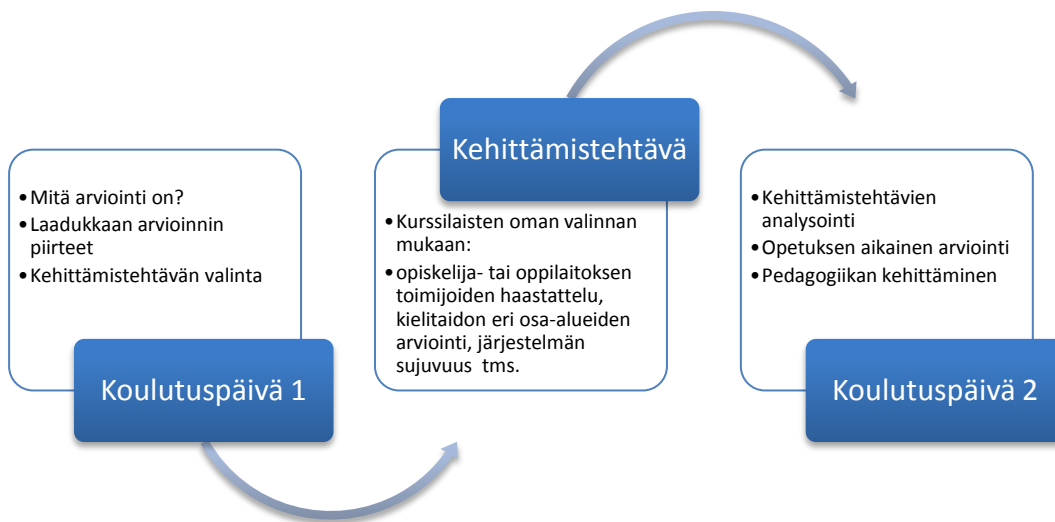 • Mitä arviointi on?
• Laadukkaan arvioinnin
piirteet
• Kehittämistehtävän valinta
Koulutuspäivä 1
Kehittämistehtävä
• Kurssilaisten oman valinnan
mukaan:
• opiskelija- tai oppilaitoksen
toimijoiden haastattelu,
kielitaidon eri osa-alueiden
arviointi, järjestelmän
sujuvuus tms.
• Kehittämistehtävien
analysointi
• Opetuksen aikainen arviointi
• Pedagogiikan kehittäminen
Koulutuspäivä 2